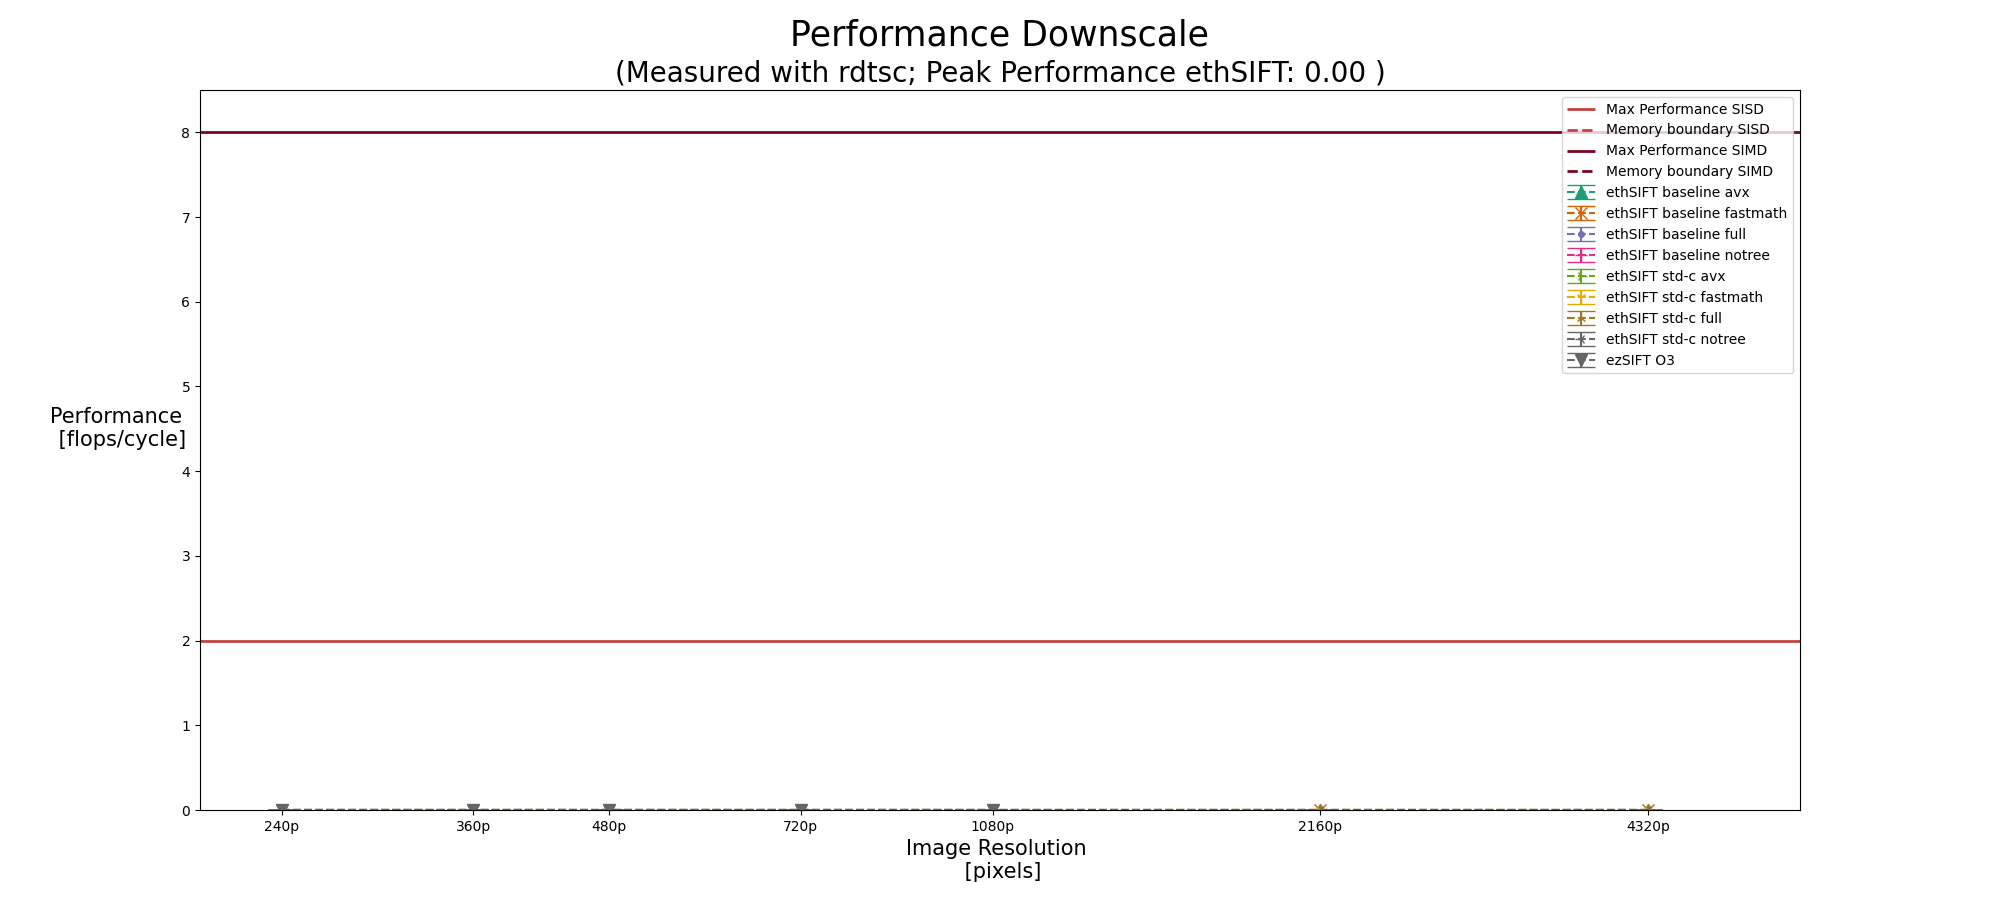 Performance Downscale
(Measured with rdtsc; Peak Performance ethSIFT: 0.00 )
Max Performance SISD
Memory boundary SISD
Max Performance SIMD
Memory boundary SIMD
ethSIFT baseline avx
ethSIFT baseline fastmath
ethSIFT baseline full
ethSIFT baseline notree
ethSIFT std-c avx
ethSIFT std-c fastmath
ethSIFT std-c full
ethSIFT std-c notree
ezSIFT O3
8
7
6
5
4
3
2
1
0
Performance
[flops/cycle]
240p 360p 480p 720p 1080p 2160p 4320p
Image Resolution
[pixels]